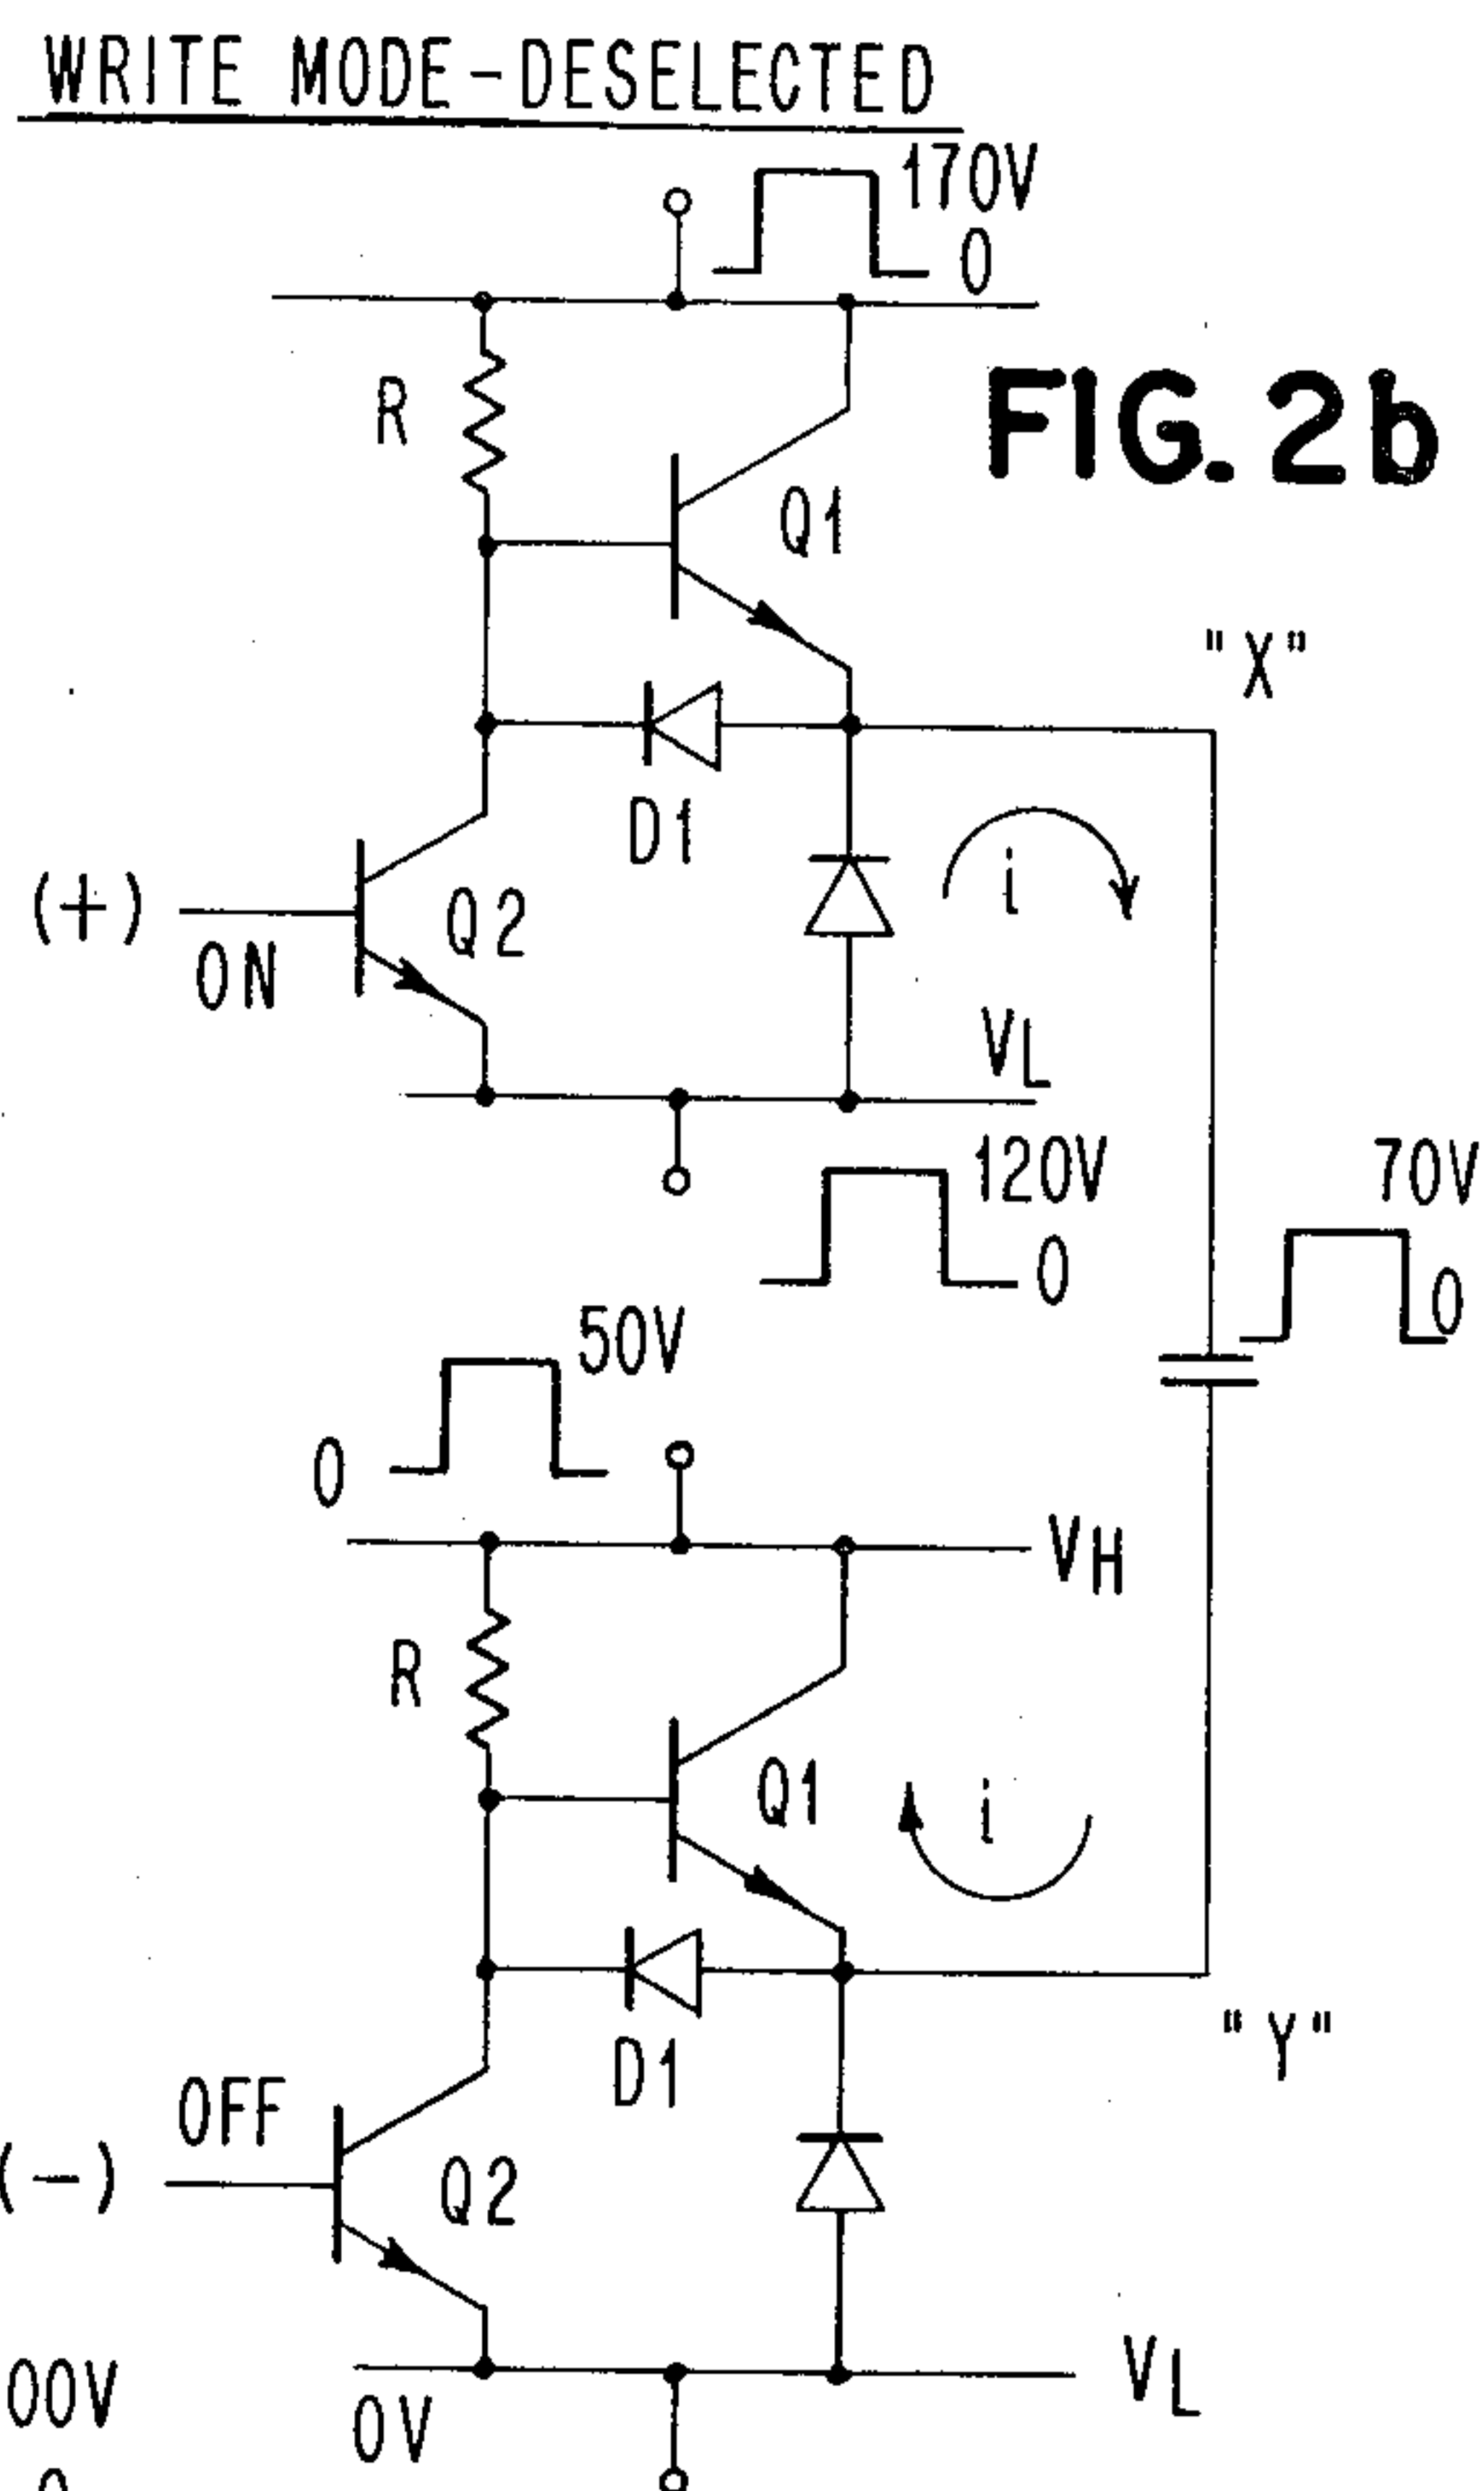 WRITE MODE-DESELECTED
170V
0
R
FIG.2b
Q1
"X"
D1
i
(+)
ON
Q2
VL
120V
0
70V
0
50V
0
VH
R
Q1
i
D1
"Y"
OFF
(-)
Q2
VL
00V
0V